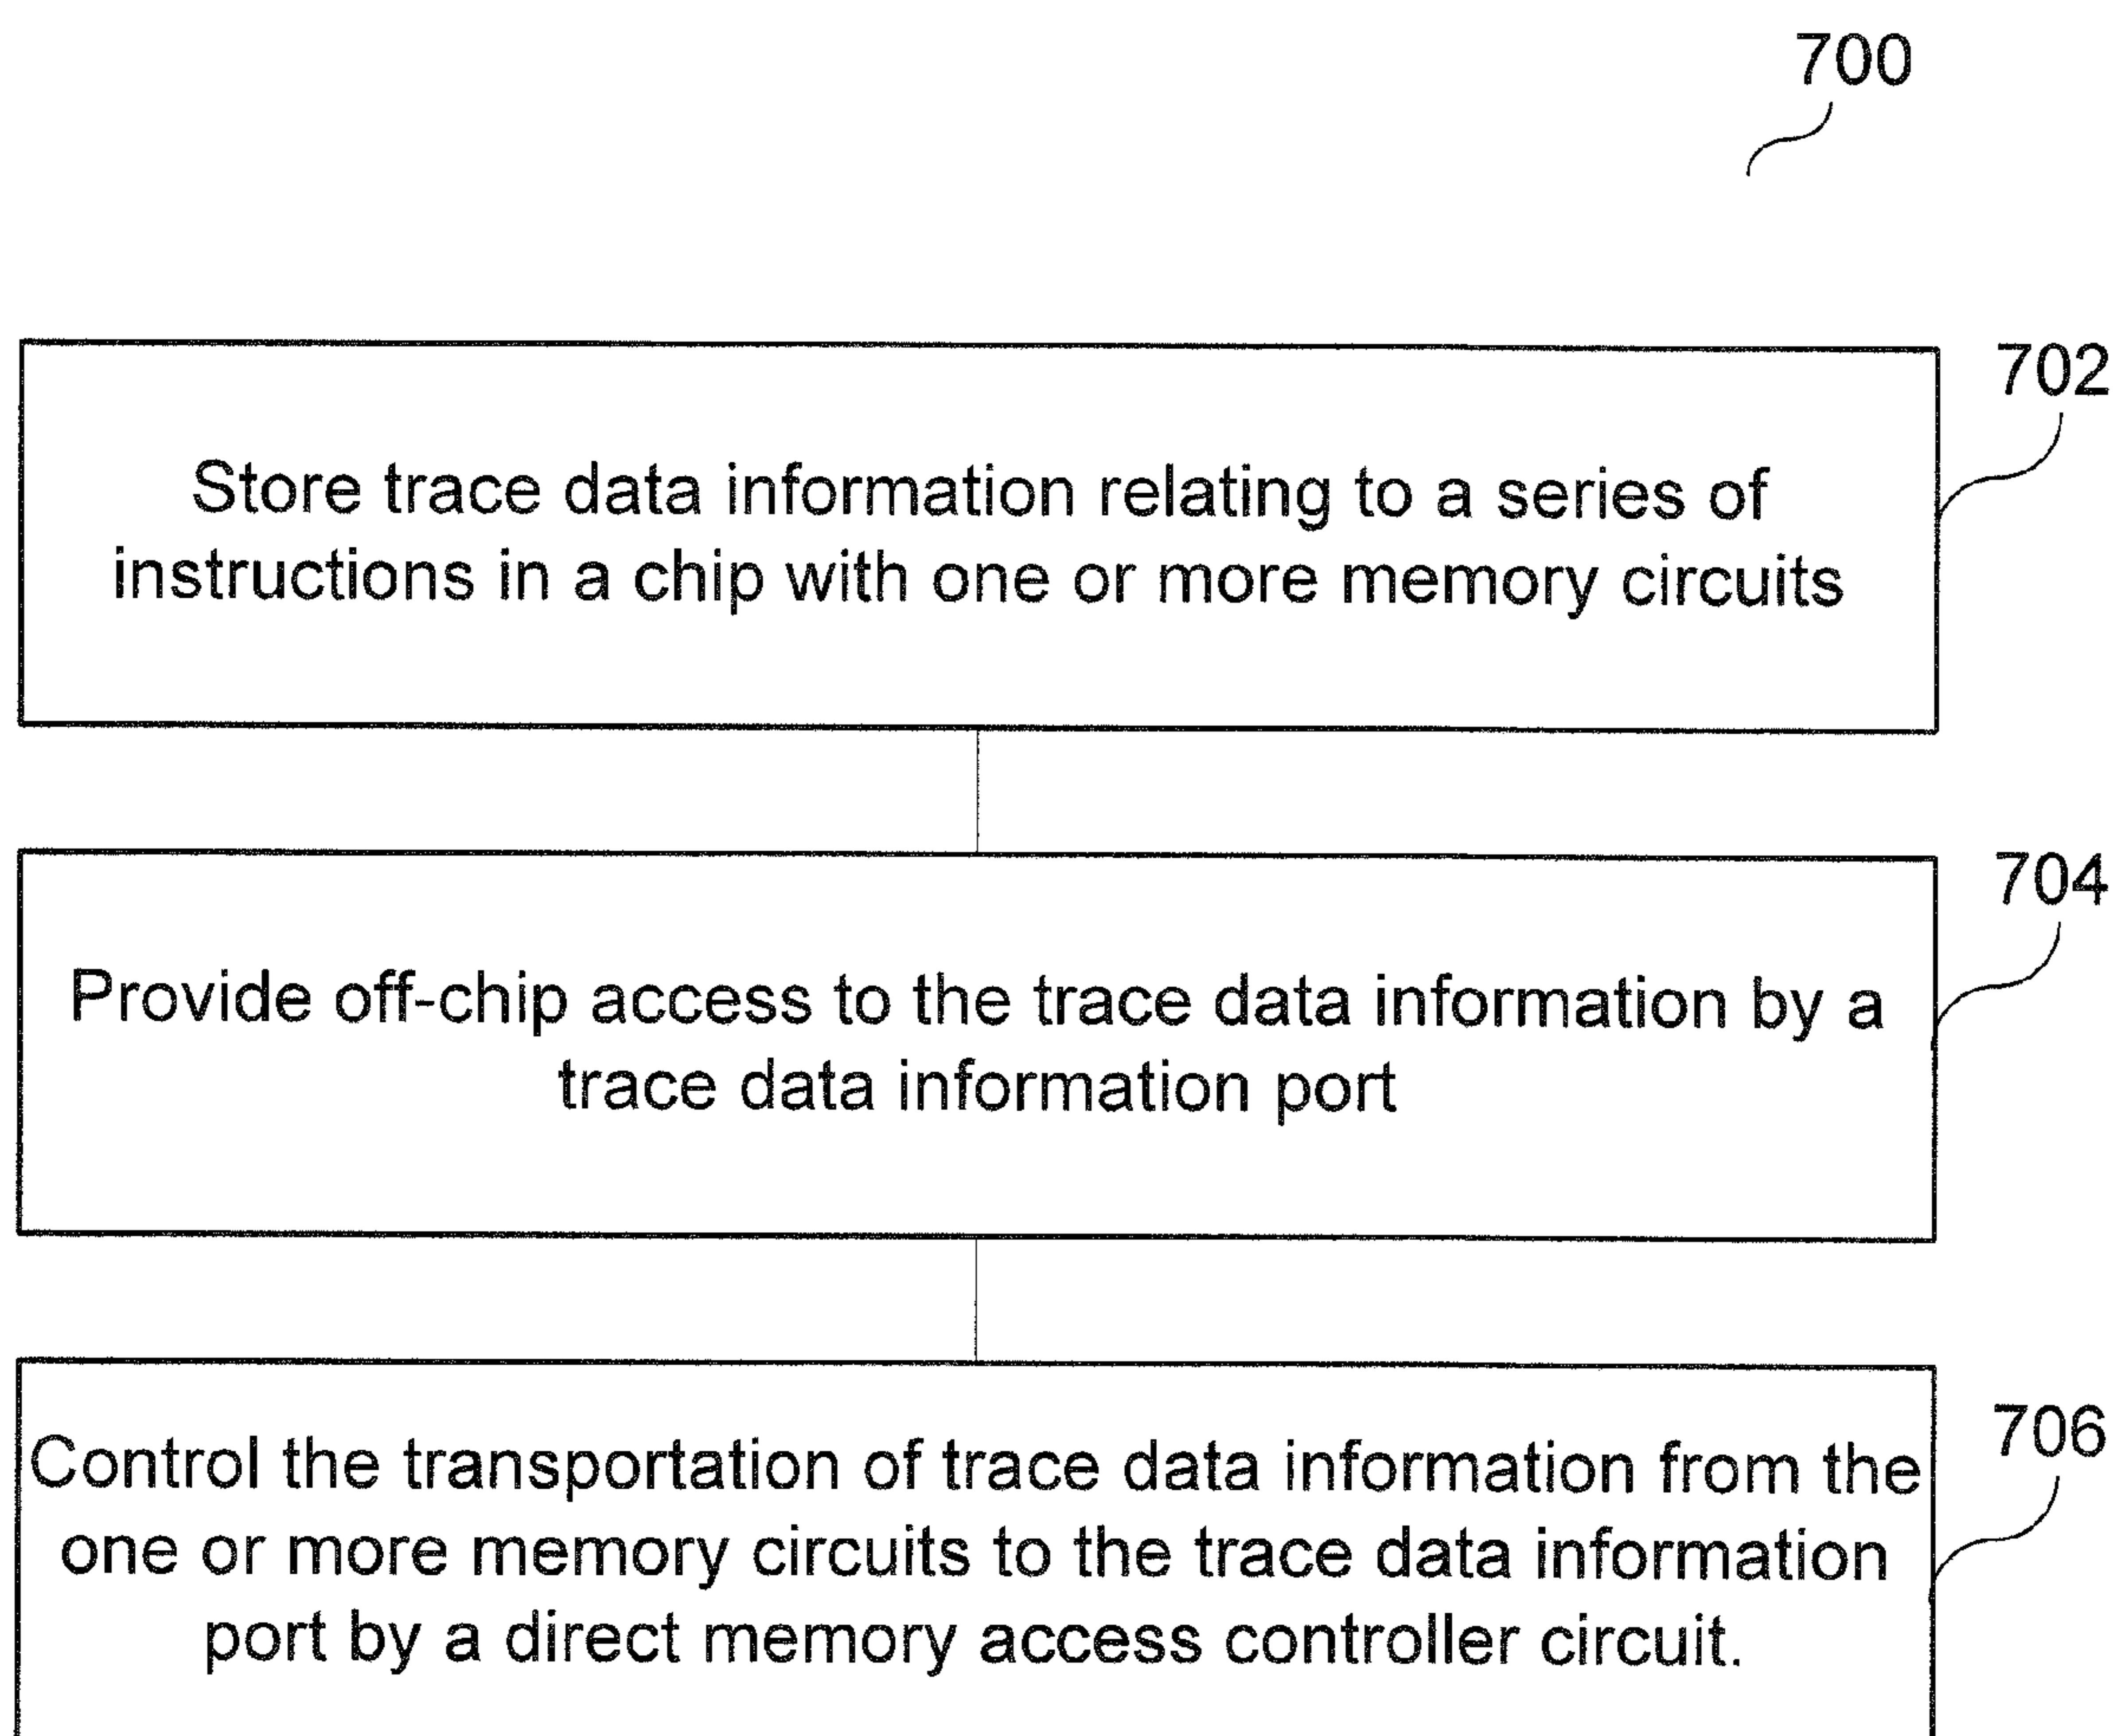 700
702
Store trace data information relating to a series of
instructions in a chip with one or more memory circuits
704
Provide off-chip access to the trace data information by a
trace data information port
706
Control the transportation of trace data information from the
one or more memory circuits to the trace data information
port by a direct memory access controller circuit.